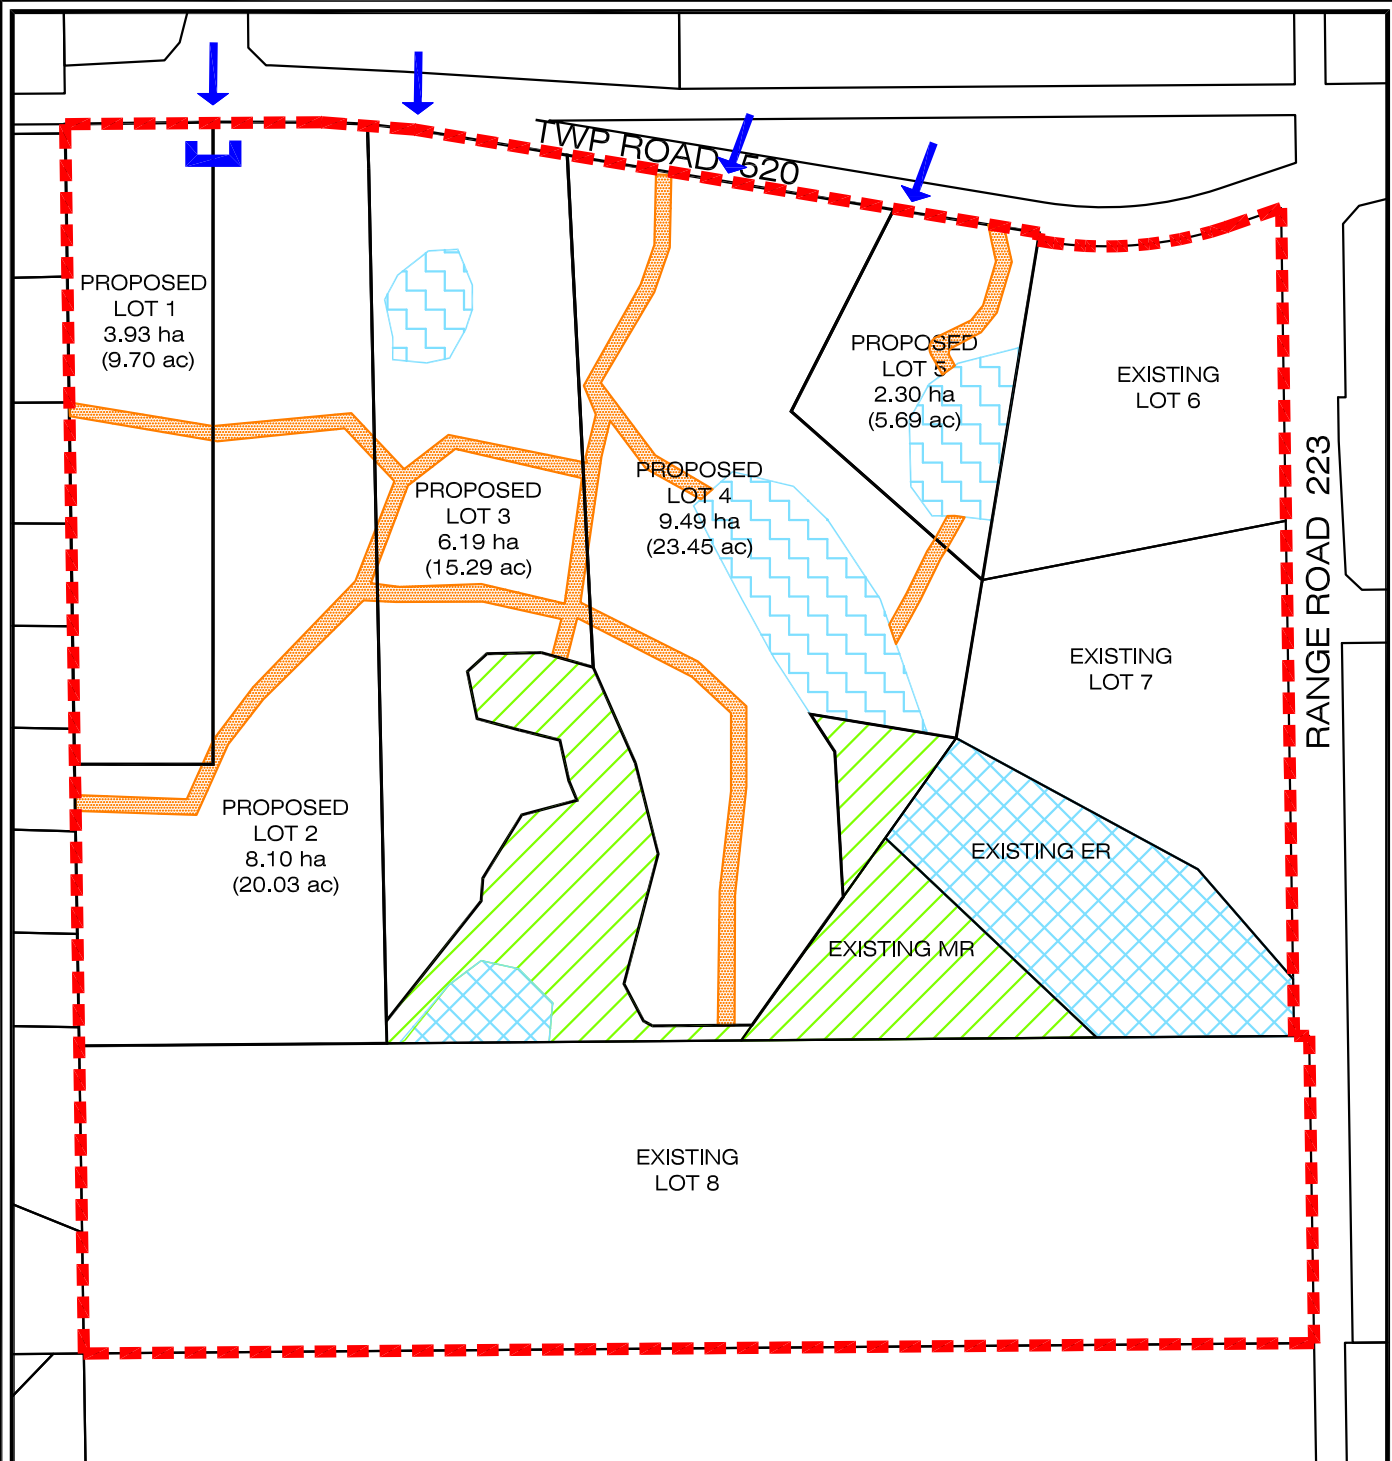 TWP ROAD 520
PROPOSED
LOT 1
3.93 ha
(9.70 ac)
PROPOSED
LOT 5
2.30 ha
(5.69 ac)
EXISTING
LOT 6
RANGE ROAD 223
PROPOSED
LOT 3
6.19 ha
(15.29 ac)
PROPOSED
LOT 4
9.49 ha
(23.45 ac)
EXISTING
LOT 7
PROPOSED
LOT 2
8.10 ha
(20.03 ac)
EXISTING ER
EXISTING MR
EXISTING
LOT 8